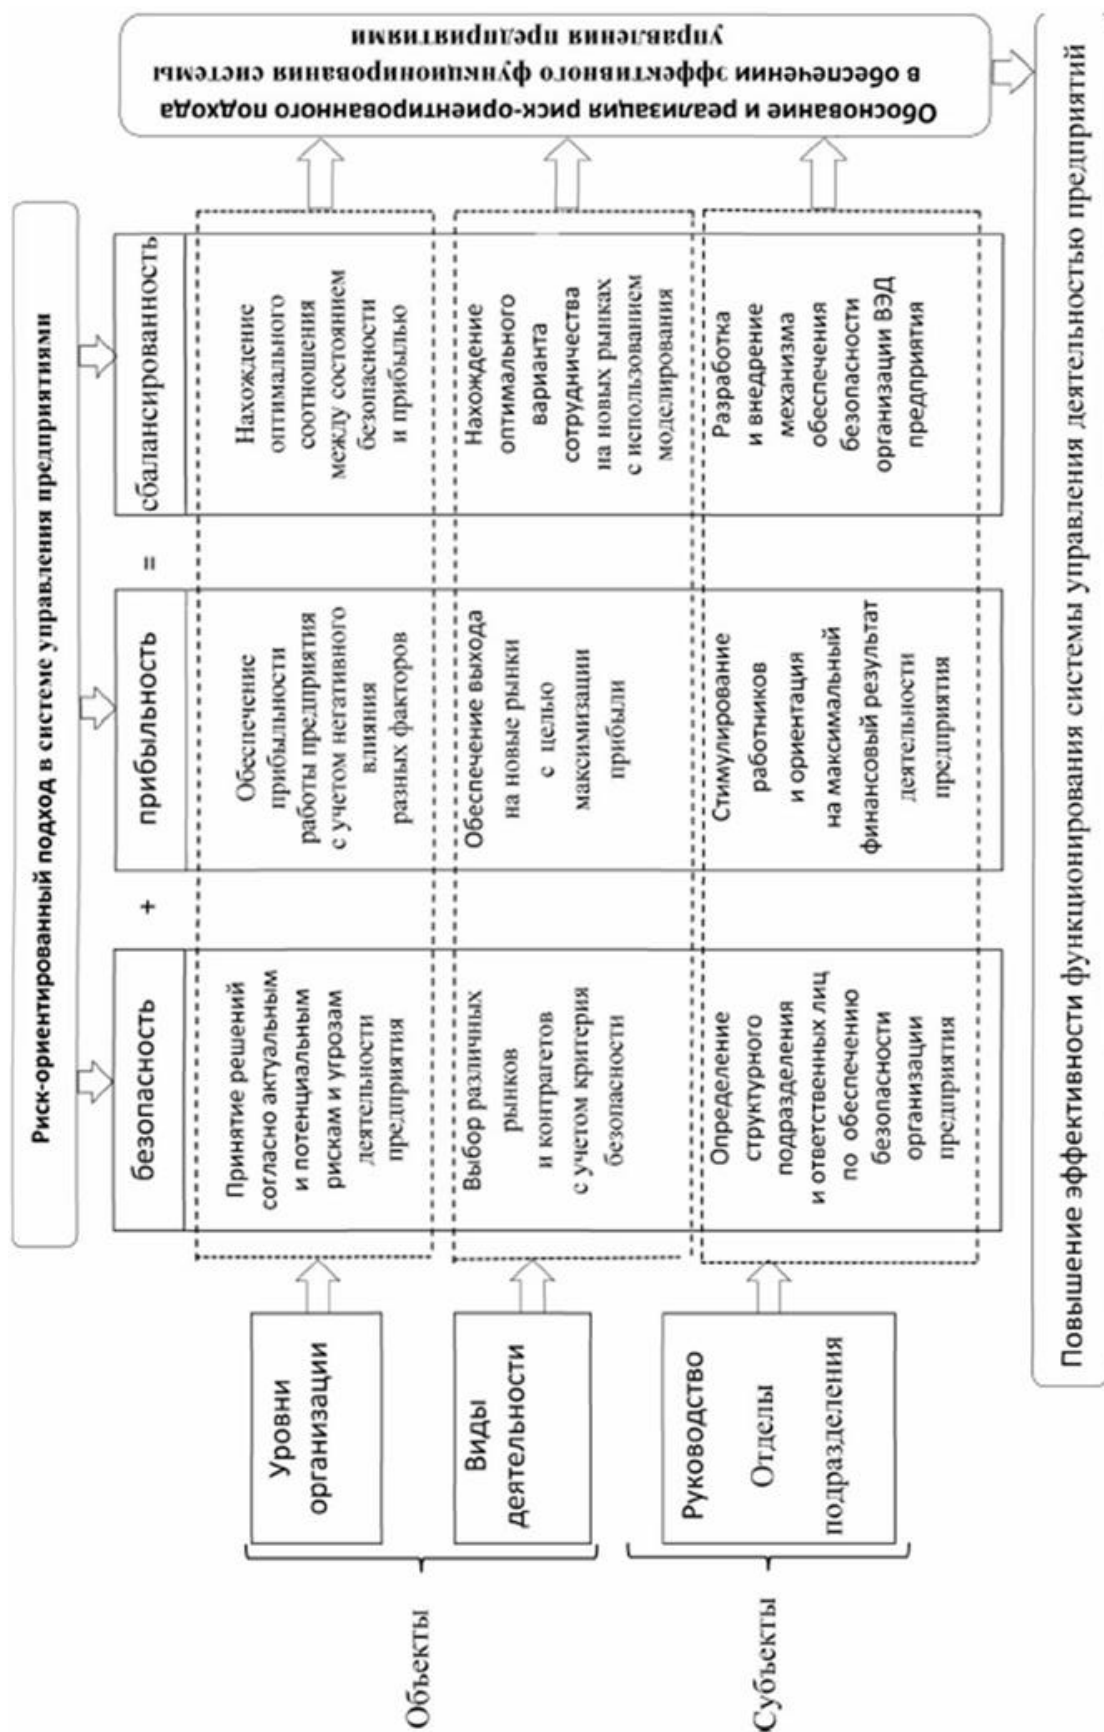 Риск-ориентированный подход в системе управления предприятиями
безопасность
+
прибыльность
=
сбалансированность
Объекты
Уровни
организации
Принятие решений
согласно актуальным
и потенциальным
рискам и угрозам
деятельности
предприятия
Обеспечение
прибыльности
работы предприятия
с учетом негативного
влияния
разных факторов
Нахождение
оптимального
соотношения
между состоянием
безопасности
и прибылью
Виды
деятельности
Выбор различных
рынков
и контрагетов
с учетом критерия
безопасности
Обеспечение выхода
на новые рынки
с целью
максимизации
прибыли
Нахождение
оптимального
варианта
сотрудничества
на новых рынках
с использованием
моделирования
Субъекты
Руководство
Отделы
подразделения
Определение
структурного
подразделения
и ответственных лиц
по обеспечению
безопасности
организации
предприятия
Стимулирование
работников
и ориентация
на максимальный
финансовый результат
деятельности
предприятия
Разработка
и внедрение
механизма
обеспечения
безопасности
организации ВЭД
предприятия
Обоснование и реализация риск-ориентированного подхода
в обеспечении эффективного функционирования системы
управления предприятиями
Повышение эффективности функционирования системы управления деятельностью предприятий